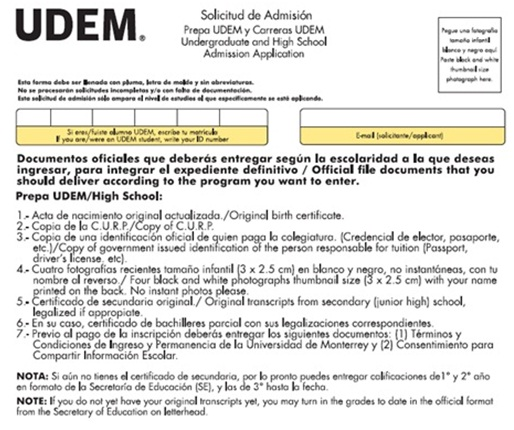 UDEM®
Solicitud de Admisión
Prepa UDEM y Carreras UDEM
Undergraduate and High School
Admission Application
Pegue una fotografía
tamaño infantil
blanco y negro aquí
Paste black and white
thumbnail size
photograph here.
Esta forma debe ser llenada con pluma, letra de molde y sin abreviaturas.
No se procesarán solicitudes incompletas y/o con falta de documentación.
Esta solicitud de admisión sólo ampara el nivel de estudios al que específicamente se está aplicando.
Si eres/fuiste alumno UDEM, escribe tu matrícula
If you are/were an UDEM student, write your ID number
E-mail (solicitante/applicant)
Documentos oficiales que deberás entregar según la escolaridad a la que deseas
ingresar, para integrar el expediente definitivo / Official file documents that you
should deliver according to the program you want to enter.
Prepa UDEM/High School:
1.- Acta de nacimiento original actualizada./Original birth certificate.
2.- Copia de la C.U.R.P./Copy of C.U.R.P.
3.- Copia de una identificación oficial de quien paga la colegiatura. (Credencial de elector, pasaporte,
etc.)/Copy of government issued identification of the person responsible for tuition (Passport,
driver's license, etc).
4.- Cuatro fotografías recientes tamaño infantil (3 x 2.5 cm) en blanco y negro, no instantáneas, con tu
nombre al reverso./ Four black and white photographs thumbnail size (3 x 2.5 cm) with your name
printed on the back. No instant photos please.
5.- Certificado de secundaria original./ Original transcripts from secondary (junior high) school,
legalized if appropiate.
6.- En su caso, certificado de bachilleres parcial con sus legalizaciones correspondientes.
7.- Previo al pago de la inscripción deberás entregar los siguientes documentos: (1) Términos y
Condiciones de Ingreso y Permanencia de la Universidad de Monterrey y (2) Consentimiento para
Compartir Información Escolar.
NOTA: Si aún no tienes el certificado de secundaria, por lo pronto puedes entregar calificaciones de1° y 2° año
en formato de la Secretaría de Educación (SE), y las de 3° hasta la fecha.
NOTE: If you do not yet have your original transcripts yet, you may turn in the grades to date in the official format
from the Secretary of Education on letterhead.